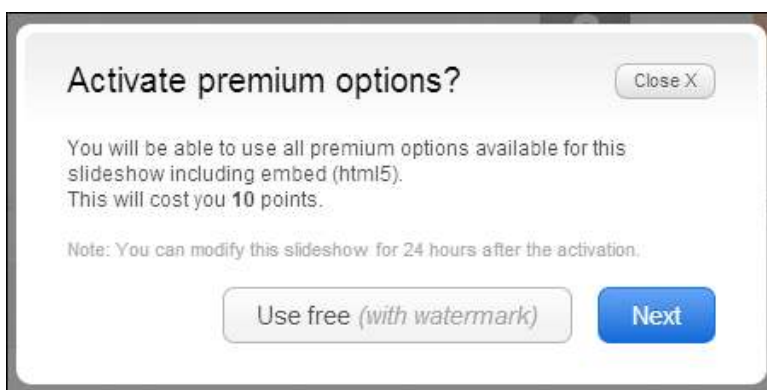 Activate premium options?
Close X
You will be able to use all premium options available for this
slideshow including embed (html5).
This will cost you 10 points.
Note: You can modify this slideshow for 24 hours after the activation.
Use free (with watermark)
Next